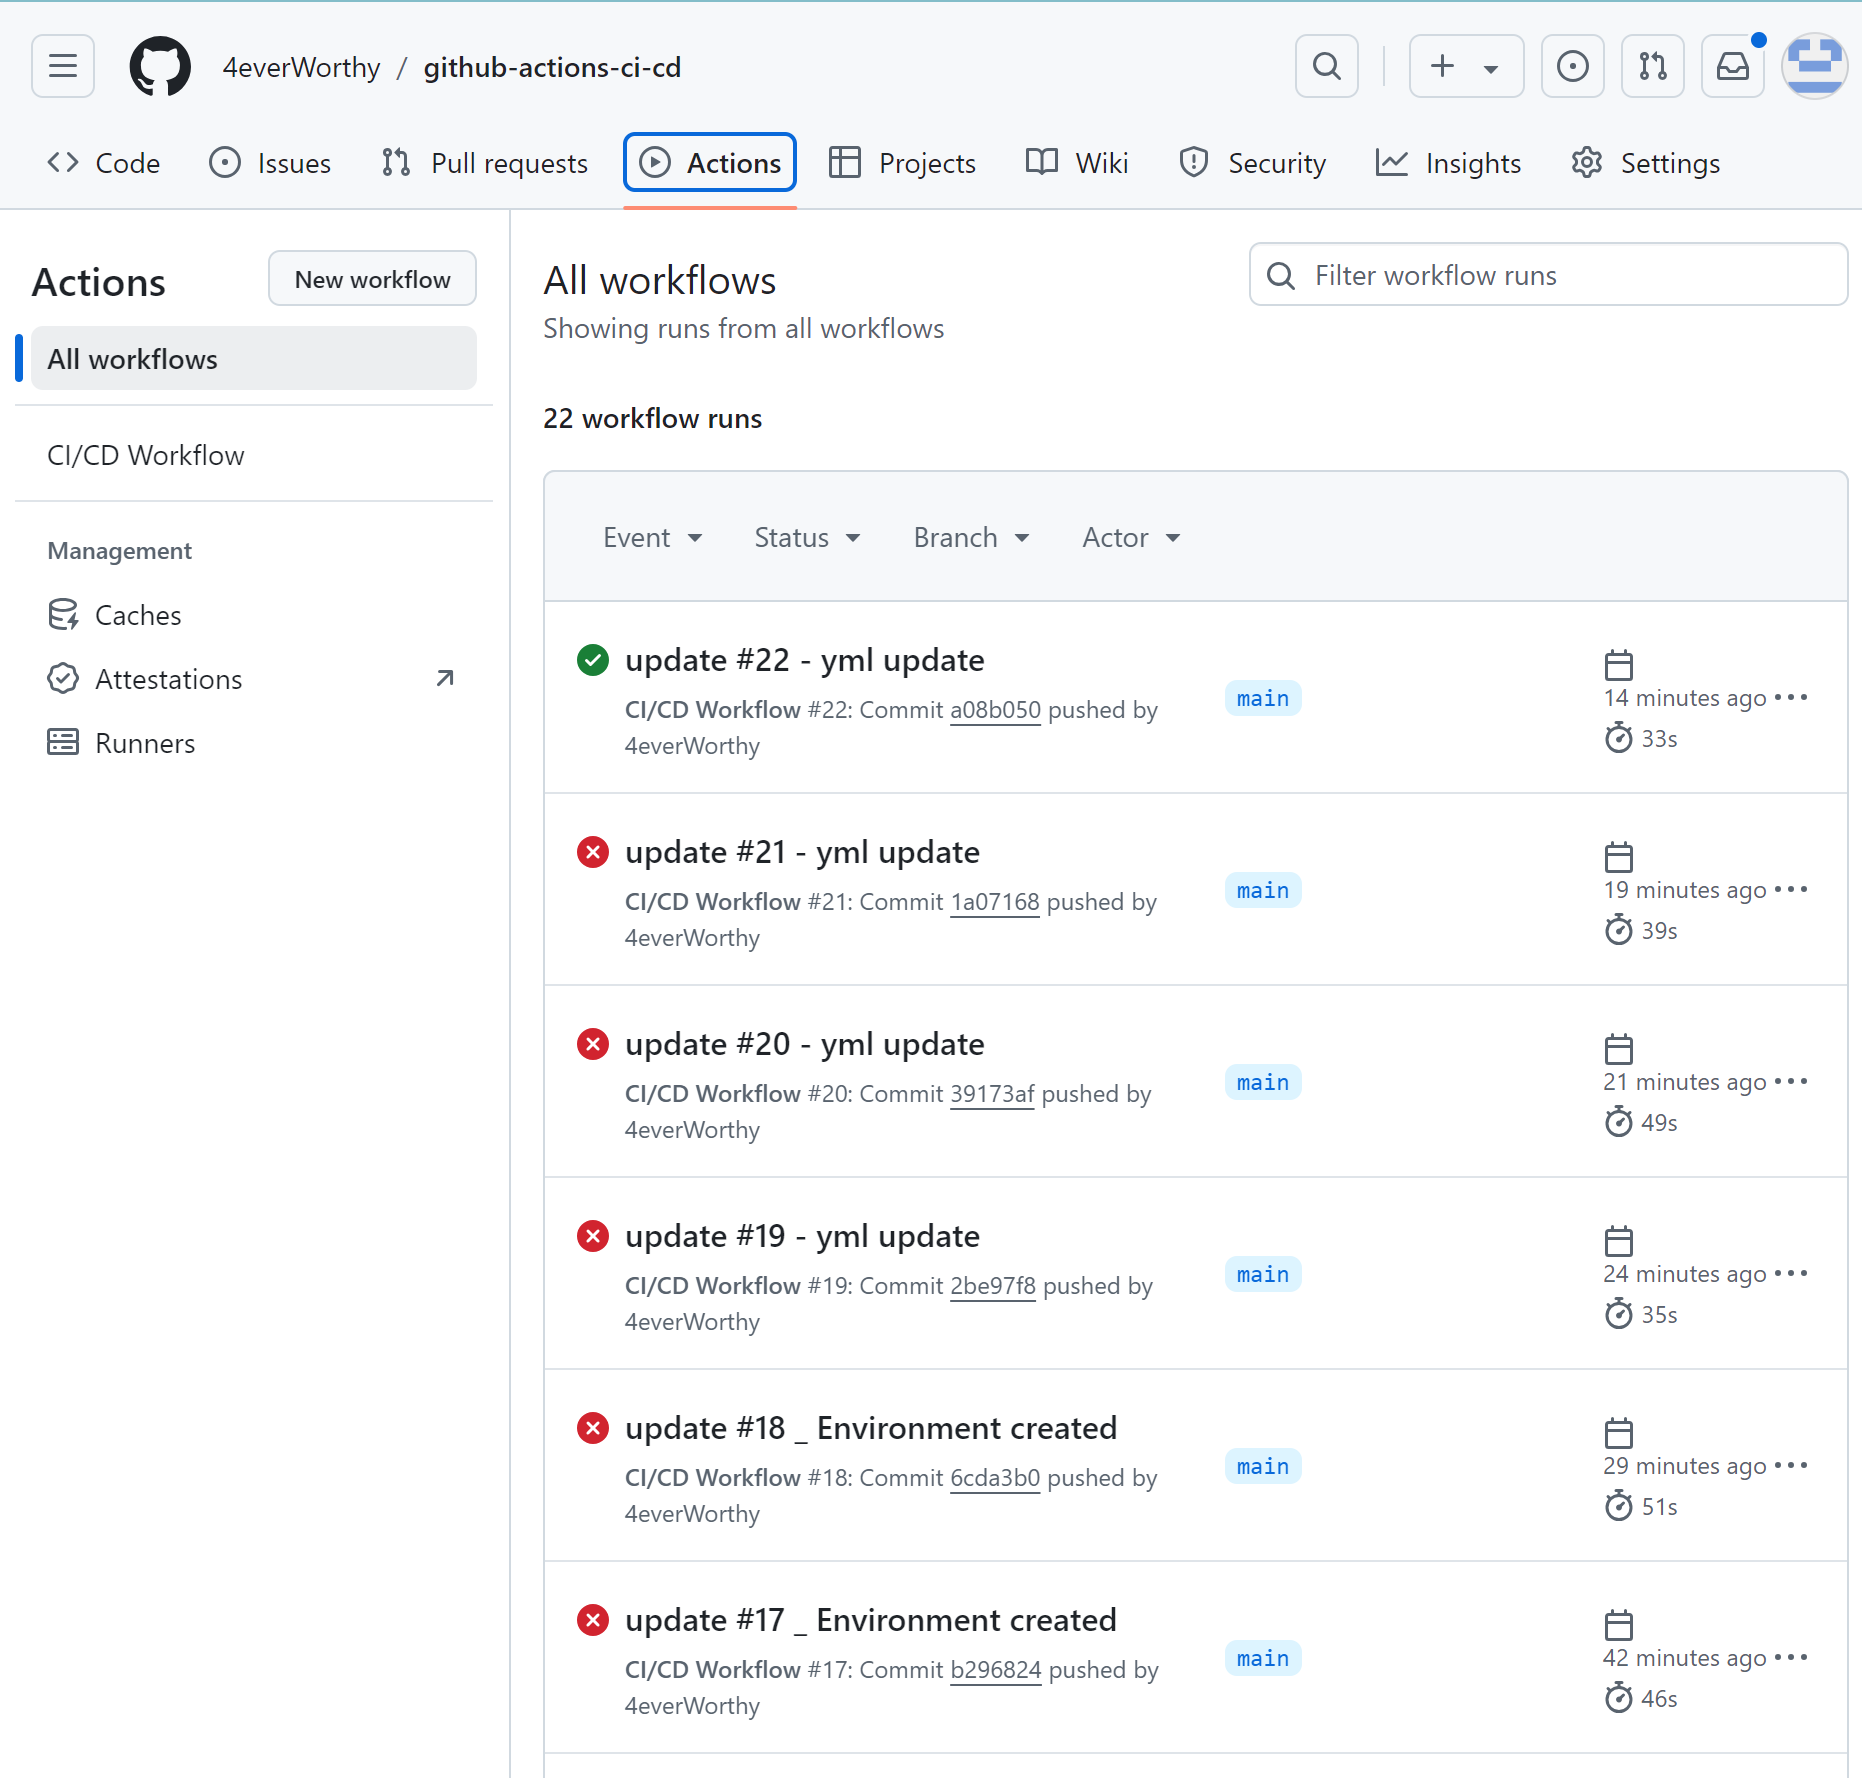 4everWorthy / github-actions-ci-cd
Code Issues Pull requests Actions Projects Wiki Security Insights Settings
Actions
New workflow
All workflows
CI/CD Workflow
Management
Caches
Attestations
Runners
All workflows
Showing runs from all workflows
Filter workflow runs
22 workflow runs
Event Status Branch Actor
update #22 - yml update
CI/CD Workflow #22: Commit a08b050 pushed by
4everWorthy
main
14 minutes ago
33s
update #21 - yml update
CI/CD Workflow #21: Commit 1a07168 pushed by
4everWorthy
main
19 minutes ago
39s
update #20 - yml update
CI/CD Workflow #20: Commit 39173af pushed by
4everWorthy
main
21 minutes ago
49s
update #19 - yml update
CI/CD Workflow #19: Commit 2be97f8 pushed by
4everWorthy
main
24 minutes ago
35s
update #18 _ Environment created
CI/CD Workflow #18: Commit 6cda3b0 pushed by
4everWorthy
main
29 minutes ago
51s
update #17 _ Environment created
CI/CD Workflow #17: Commit b296824 pushed by
4everWorthy
main
42 minutes ago
46s